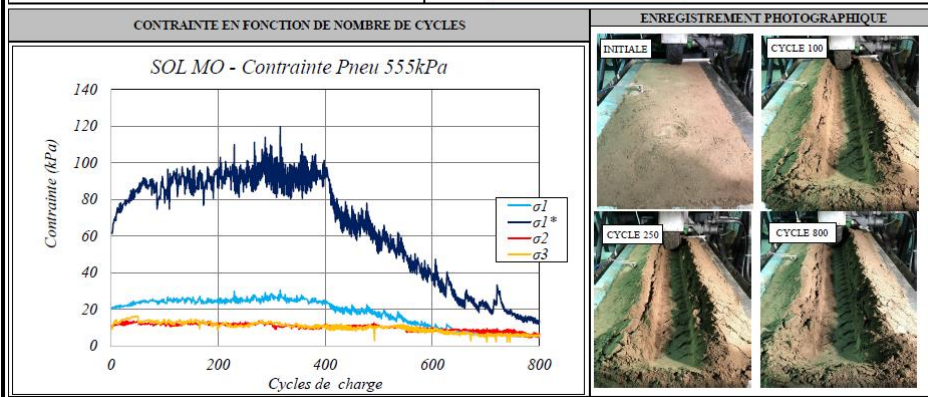 CONTRAINTE EN FONCTION DE NOMBRE DE CYCLES
SOL MO - Contrainte Pneu 555kPa
Contrainte (kPa)
140
120
100
80
60
40
20
0
0 200 400 600 800
Cycles de charge
σ1
σ1*
σ2
σ3
ENREGISTREMENT PHOTOGRAPHIQUE
INITIALE
CYCLE 100
CYCLE 250
CYCLE 800